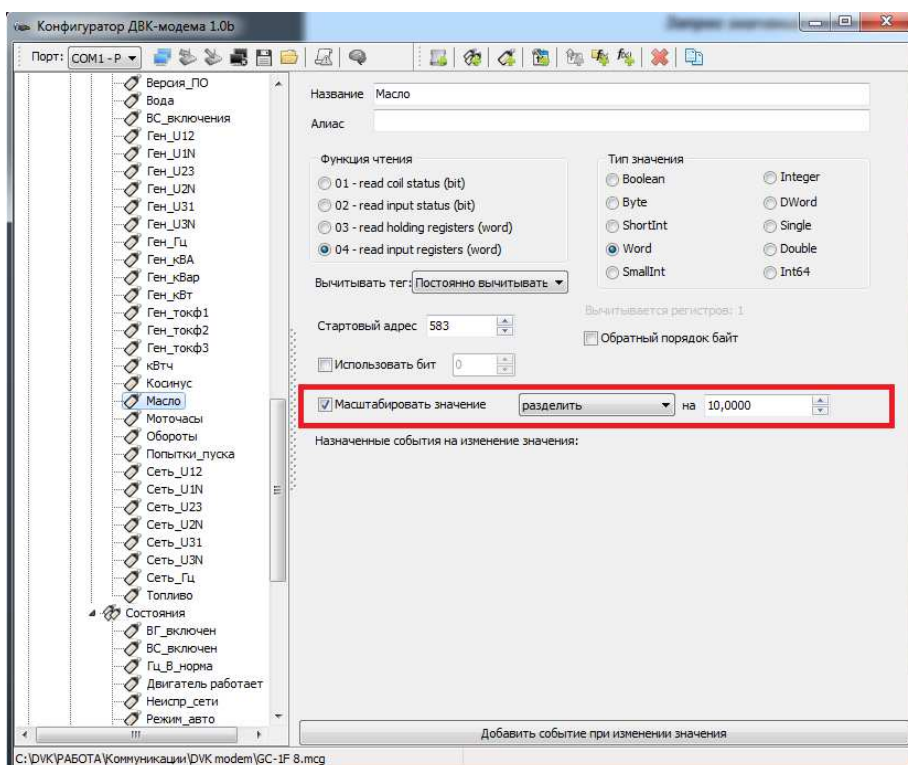 Конфигуратор ДВК-модема 1.0b
Порт: COM1 - P
Версия_ПО
Вода
ВС_включения
Ген_U12
Ген_U1N
Ген_U23
Ген_U2N
Ген_U31
Ген_U3N
Ген_Гц
Ген_кВА
Ген_кВар
Ген_кВт
Ген_токф1
Ген_токф2
Ген_токф3
кВтч
Косинус
Масло
Моточасы
Обороты
Попытки_пуска
Сеть_U12
Сеть_U1N
Сеть_U23
Сеть_U2N
Сеть_U31
Сеть_U3N
Сеть_Гц
Топливо
Состояния
ВГ_включен
ВС_включен
Гц_В_норма
Двигатель работает
Неиспр_сети
Режим_авто
Название Масло
Алиас
Функция чтения
01 - read coil status (bit)
02 - read input status (bit)
03 - read holding registers (word)
04 - read input registers (word)
Тип значения
Boolean Integer
Byte DWord
ShortInt Single
Word Double
SmallInt Int64
Вычитывать тег: Постоянно вычитывать
Вычитывается регистров: 1
Стартовый адрес 583
Обратный порядок байт
Использовать бит 0
Масштабировать значение разделить на 10,0000
Назначенные события на изменение значения:
Добавить событие при изменении значения
C:\DVK\РАБОТА\Коммуникации\DVK modem\GC-1F 8.mcg